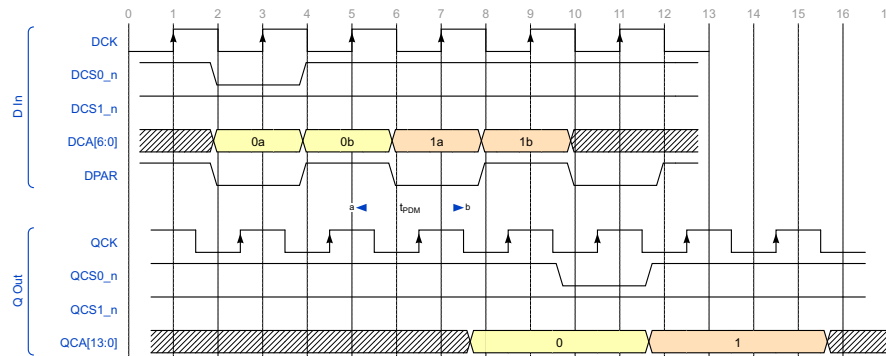 0 1 2 3 4 5 6 7 8 9 10 11 12 13 14 15 16
D In
DCK
DCS0_n
DCS1_n
DCA[6:0] 0a 0b 1a 1b
DPAR
a tPDM b
Q Out
QCK
QCS0_n
QCS1_n
QCA[13:0] 0 1